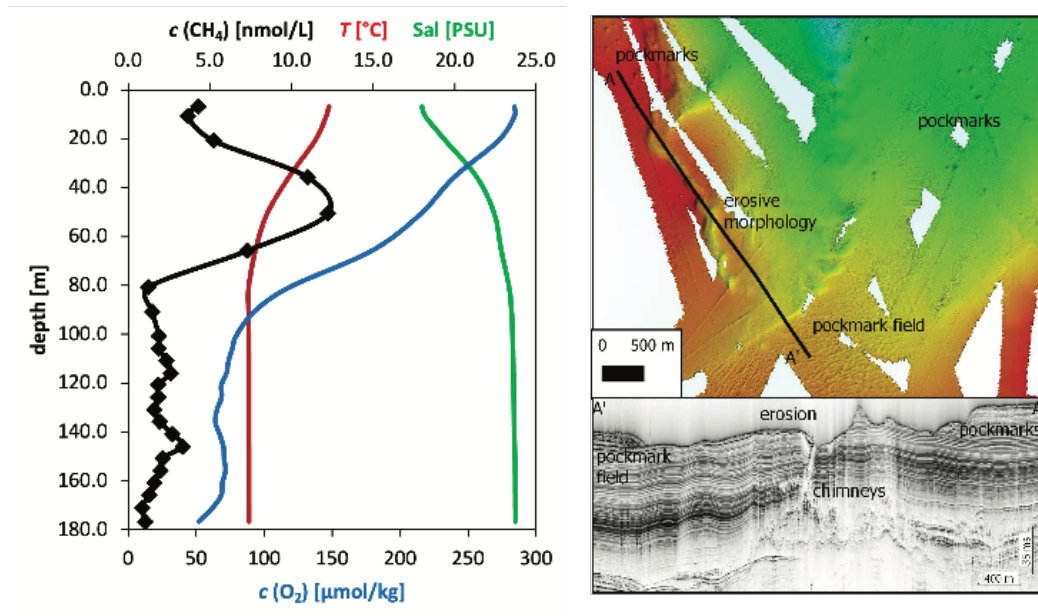 c (CH₄) [nmol/L] T [°C] Sal [PSU]
0.0 5.0 10.0 15.0 20.0 25.0
0.0
20.0
40.0
60.0
80.0
100.0
120.0
140.0
160.0
180.0
depth [m]
0 50 100 150 200 250 300
c (O₂) [µmol/kg]
pockmarks
A
pockmarks
erosive
morphology
pockmark field
A'
0 500 m
A' erosion A
pockmarks
pockmark
field
chimneys
35 ms
400 m